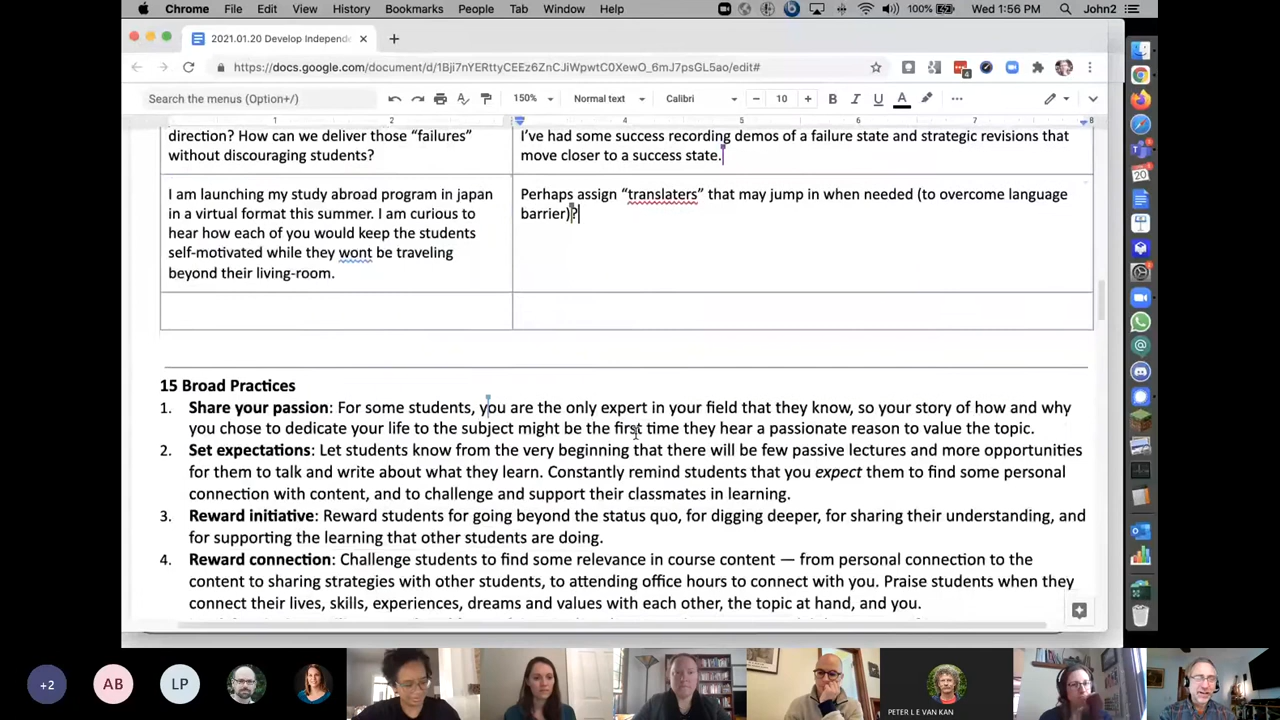 Chrome File Edit View History Bookmarks People Tab Window Help 100% Wed 1:56 PM John2
2021.01.20 Develop Independ
https://docs.google.com/document/d/1Bji7nYERttyCEEz6ZnCJiWpwtC0XewO_6mJ7psGL5ao/edit#
Search the menus (Option+/) 150% Normal text Calibri 10 B I U A
1 2 4 5 6 7 8
direction? How can we deliver those “failures”
without discouraging students?
I’ve had some success recording demos of a failure state and strategic revisions that
move closer to a success state.
I am launching my study abroad program in japan
in a virtual format this summer. I am curious to
hear how each of you would keep the students
self-motivated while they wont be traveling
beyond their living-room.
Perhaps assign “translaters” that may jump in when needed (to overcome language
barrier)?
15 Broad Practices
1. Share your passion: For some students, you are the only expert in your field that they know, so your story of how and why
you chose to dedicate your life to the subject might be the first time they hear a passionate reason to value the topic.
2. Set expectations: Let students know from the very beginning that there will be few passive lectures and more opportunities
for them to talk and write about what they learn. Constantly remind students that you expect them to find some personal
connection with content, and to challenge and support their classmates in learning.
3. Reward initiative: Reward students for going beyond the status quo, for digging deeper, for sharing their understanding, and
for supporting the learning that other students are doing.
4. Reward connection: Challenge students to find some relevance in course content — from personal connection to the
content to sharing strategies with other students, to attending office hours to connect with you. Praise students when they
connect their lives, skills, experiences, dreams and values with each other, the topic at hand, and you.
+2 AB LP
PETER L E VAN KAN